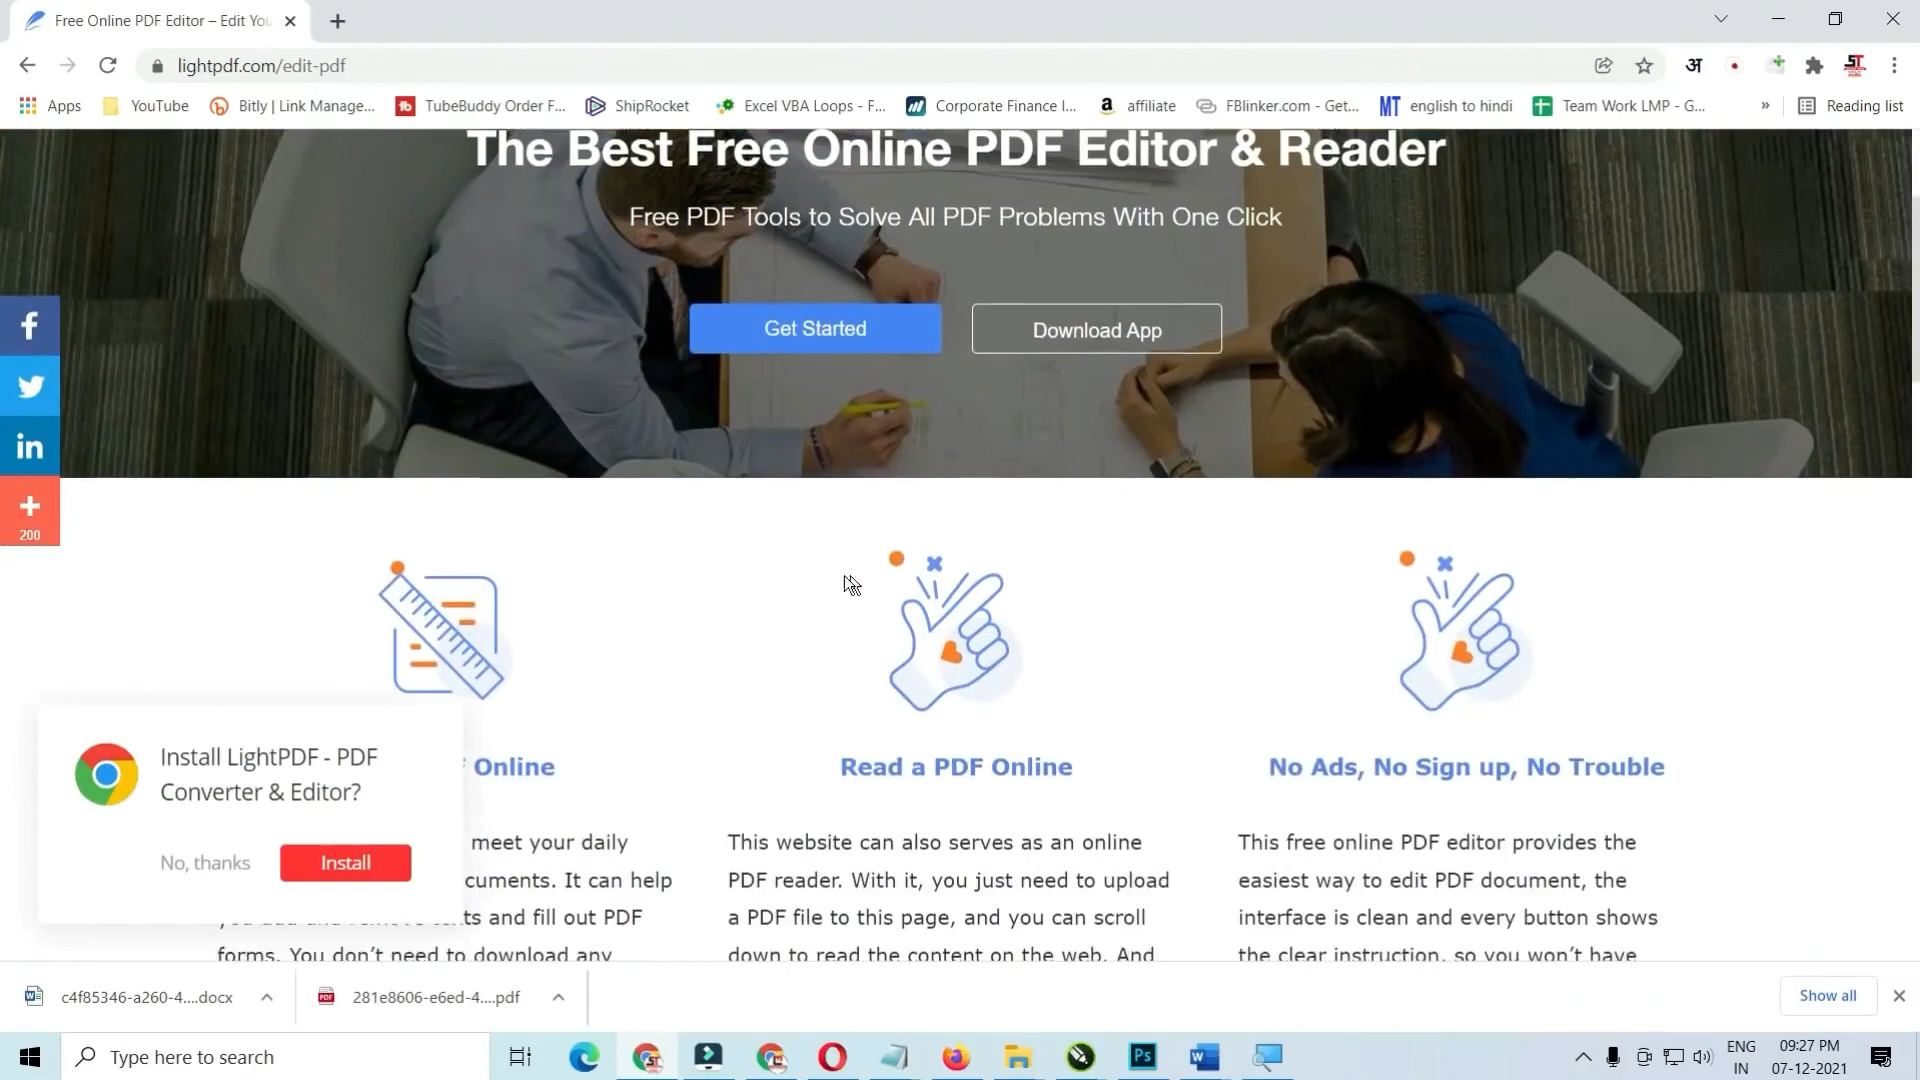 Free Online PDF Editor – Edit You
lightpdf.com/edit-pdf
अ
ST
Apps
YouTube
Bitly | Link Manage...
TubeBuddy Order F...
ShipRocket
Excel VBA Loops - F...
Corporate Finance I...
affiliate
FBlinker.com - Get...
MT english to hindi
Team Work LMP - G...
»
Reading list
The Best Free Online PDF Editor & Reader
Free PDF Tools to Solve All PDF Problems With One Click
Get Started
Download App
200
Online
Read a PDF Online
No Ads, No Sign up, No Trouble
Install LightPDF - PDF
Converter & Editor?
No, thanks
Install
meet your daily
cuments. It can help
ts and fill out PDF
forms. You don't need to download any
This website can also serves as an online
PDF reader. With it, you just need to upload
a PDF file to this page, and you can scroll
down to read the content on the web. And
This free online PDF editor provides the
easiest way to edit PDF document, the
interface is clean and every button shows
the clear instruction, so you won't have
c4f85346-a260-4....docx
PDF
281e8606-e6ed-4....pdf
Show all
Type here to search
Ps
ENG
IN
09:27 PM
07-12-2021